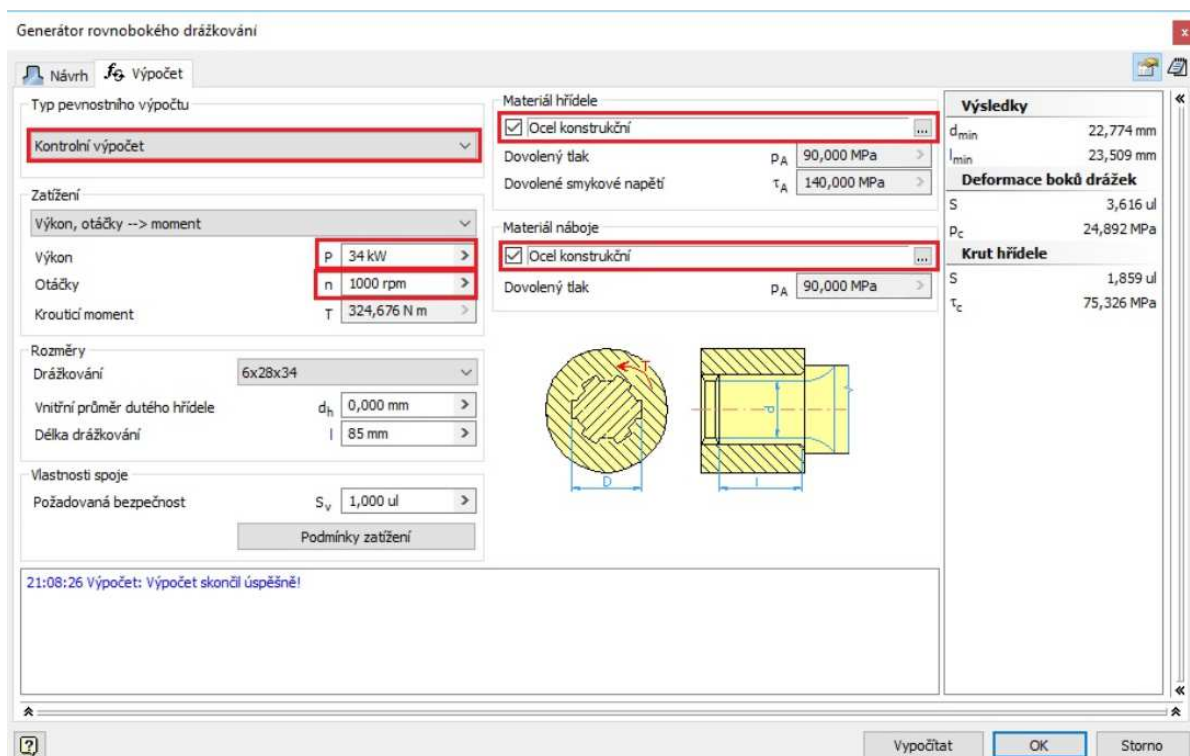 Generátor rovnobokého drážkování
x
Návrh
Výpočet
Typ pevnostního výpočtu
Kontrolní výpočet
Zatížení
Výkon, otáčky --> moment
Výkon P 34 kW >
Otáčky n 1000 rpm >
Krouticí moment T 324,676 N m >
Rozměry
Drážkování 6x28x34
Vnitřní průměr dutého hřídele dh 0,000 mm >
Délka drážkování l 85 mm >
Vlastnosti spoje
Požadovaná bezpečnost Sv 1,000 ul >
Podmínky zatížení
Materiál hřídele
Ocel konstrukční ...
Dovolený tlak pA 90,000 MPa >
Dovolené smykové napětí τA 140,000 MPa >
Materiál náboje
Ocel konstrukční ...
Dovolený tlak pA 90,000 MPa >
T
D
d
l
Výsledky
dmin 22,774 mm
lmin 23,509 mm
Deformace boků drážek
S 3,616 ul
pc 24,892 MPa
Krut hřídele
S 1,859 ul
τc 75,326 MPa
21:08:26 Výpočet: Výpočet skončil úspěšně!
?
Vypočítat
OK
Storno